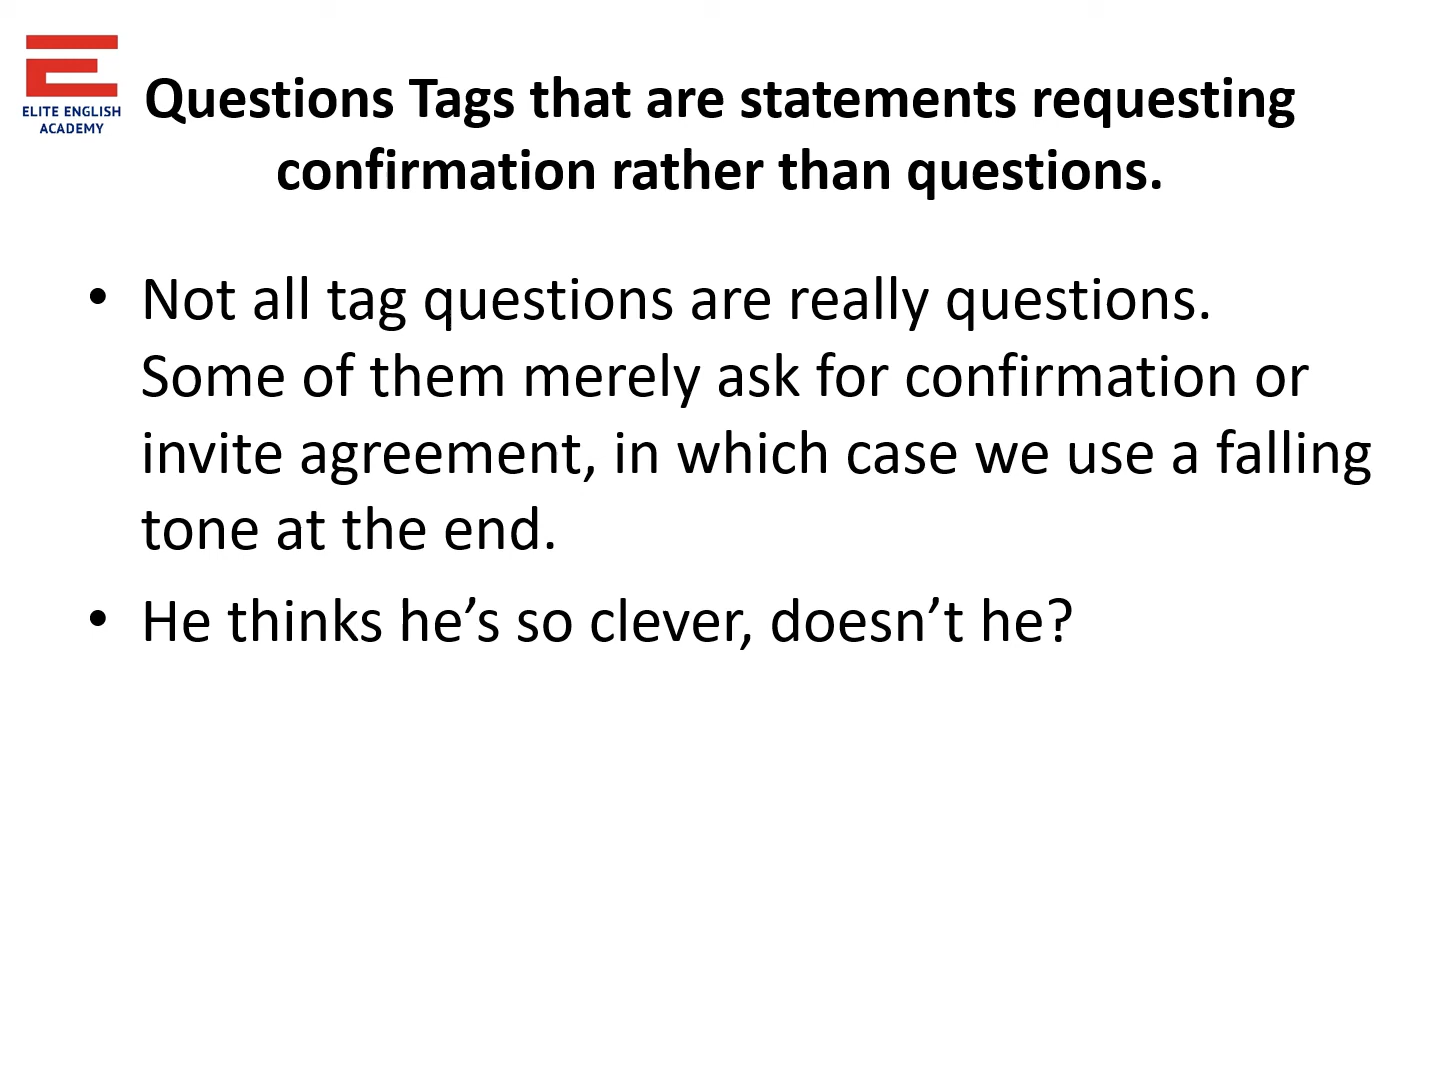 ELITE ENGLISH
ACADEMY
Questions Tags that are statements requesting
confirmation rather than questions.
• Not all tag questions are really questions.
Some of them merely ask for confirmation or
invite agreement, in which case we use a falling
tone at the end.
• He thinks he’s so clever, doesn’t he?